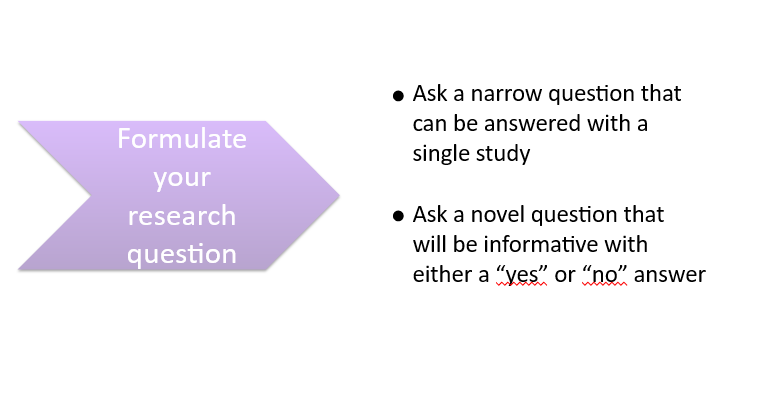 Formulate
your
research
question
● Ask a narrow question that
can be answered with a
single study
● Ask a novel question that
will be informative with
either a “yes” or “no” answer